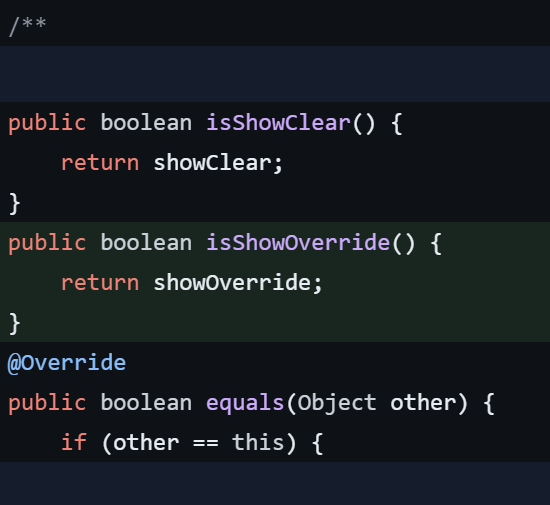 /**
public boolean isShowClear() {
    return showClear;
}
public boolean isShowOverride() {
    return showOverride;
}
@Override
public boolean equals(Object other) {
    if (other == this) {